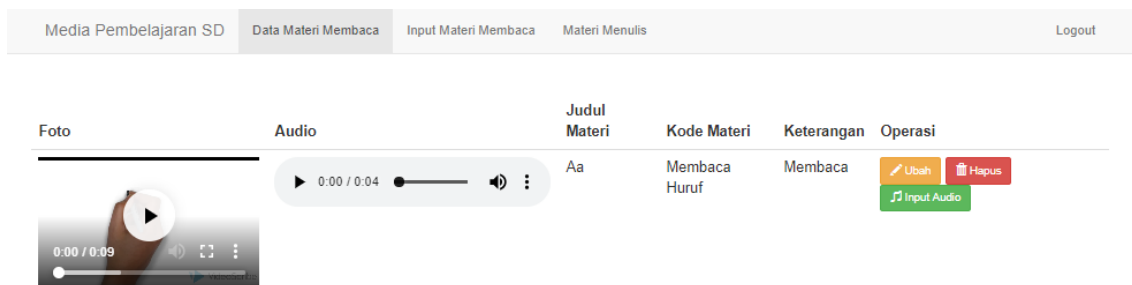 Media Pembelajaran SD Data Materi Membaca Input Materi Membaca Materi Menulis Logout
Foto Audio Judul Materi Kode Materi Keterangan Operasi
0:00 / 0:04 Aa Membaca Huruf Membaca Ubah Hapus
Input Audio
0:00 / 0:09